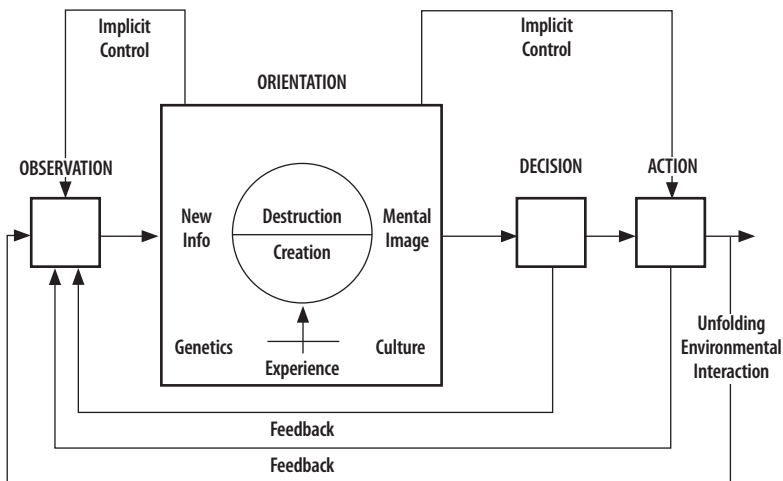 Implicit
Control
Implicit
Control
ORIENTATION
OBSERVATION
DECISION
ACTION
New
Info
Destruction
Creation
Mental
Image
Genetics
Experience
Culture
Unfolding
Environmental
Interaction
Feedback
Feedback